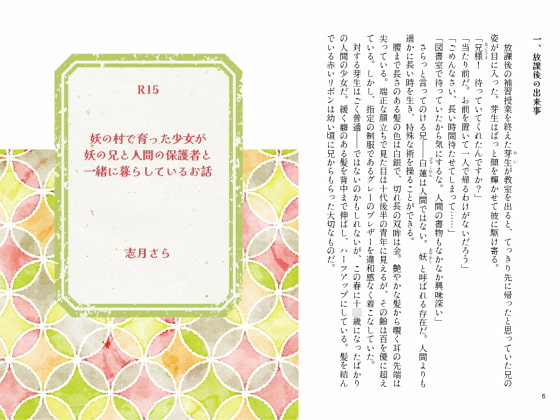 R15
妖の村で育った少女が
妖の兄と人間の保護者と
一緒に暮らしているお話
志月さら
一、放課後の出来事
放課後の補習授業を終えた芽生が教室を出ると、てっきり先に帰ったと思っていた兄の
姿が目に入った。芽生はぱっと顔を輝かせて彼に駆け寄る。
「兄様! 待っていてくれたんですか?」
「当たり前だ。お前を置いて一人で帰るわけがないだろう」
「ごめんなさい、長い時間待たせてしまって……」
「図書室で待っていたから気にするな。人間の書物もなかなか興味深い」
さらっと言ってのける兄――白蓮は人間ではない。妖と呼ばれる存在だ。人間よりも
遥かに長い時を生き、特殊な術を操ることができる。
腰まで長さのある髪の色は白銀で、切れ長の双眸は金。艶やかな髪から覗く耳の先端は
尖っている。端正な顔立ちで見た目は十代後半の青年に見えるが、その齢は百を優に超え
ている。しかし、指定の制服であるグレーのブレザーを違和感なく着こなしていた。
対する芽生はごく普通――ではないのかもしれないが、この春に十 歳になったばかり
の人間の少女だ。緩く癖のある髪を背中まで伸ばし、ハーフアップにしている。髪を結ん
でいる赤いリボンは幼い頃に兄からもらった大切なものだ。
6